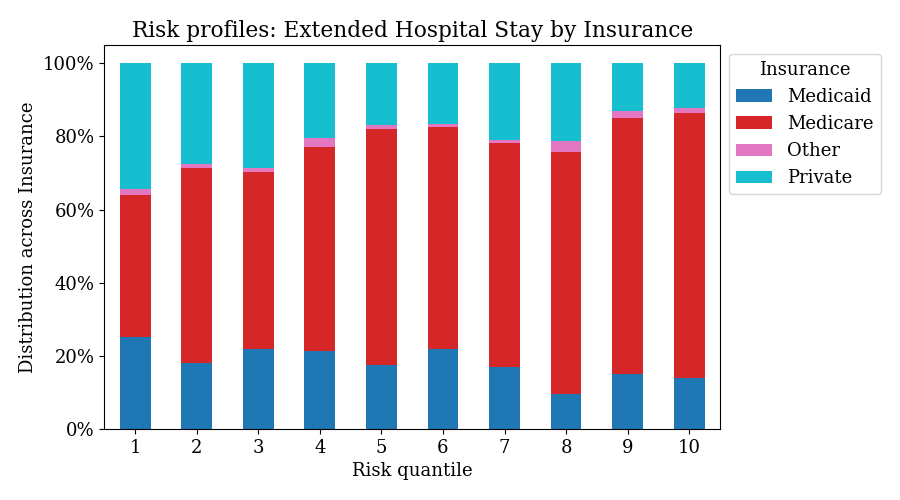 Risk profiles: Extended Hospital Stay by Insurance
Distribution across Insurance
100%
80%
60%
40%
20%
0%
1 2 3 4 5 6 7 8 9 10
Risk quantile
Insurance
Medicaid
Medicare
Other
Private